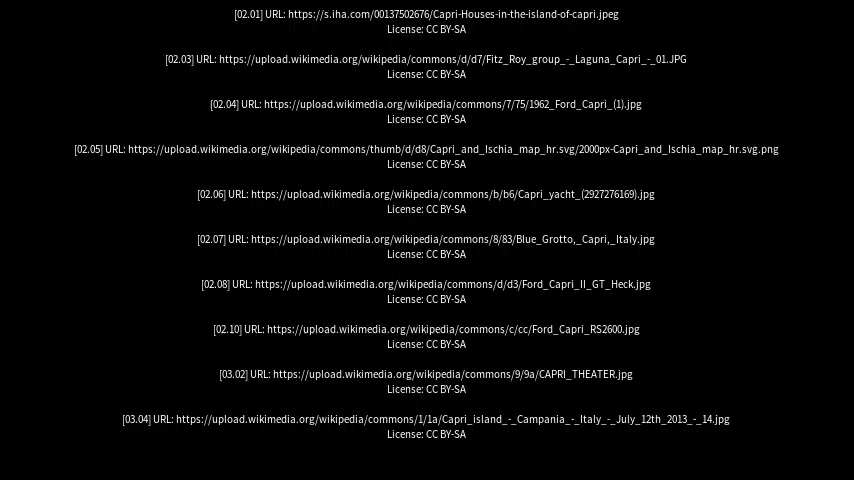 [02.01] URL: https://s.iha.com/00137502676/Capri-Houses-in-the-island-of-capri.jpeg
License: CC BY-SA
[02.03] URL: https://upload.wikimedia.org/wikipedia/commons/d/d7/Fitz_Roy_group_-_Laguna_Capri_-_01.JPG
License: CC BY-SA
[02.04] URL: https://upload.wikimedia.org/wikipedia/commons/7/75/1962_Ford_Capri_(1).jpg
License: CC BY-SA
[02.05] URL: https://upload.wikimedia.org/wikipedia/commons/thumb/d/d8/Capri_and_Ischia_map_hr.svg/2000px-Capri_and_Ischia_map_hr.svg.png
License: CC BY-SA
[02.06] URL: https://upload.wikimedia.org/wikipedia/commons/b/b6/Capri_yacht_(2927276169).jpg
License: CC BY-SA
[02.07] URL: https://upload.wikimedia.org/wikipedia/commons/8/83/Blue_Grotto,_Capri,_Italy.jpg
License: CC BY-SA
[02.08] URL: https://upload.wikimedia.org/wikipedia/commons/d/d3/Ford_Capri_II_GT_Heck.jpg
License: CC BY-SA
[02.10] URL: https://upload.wikimedia.org/wikipedia/commons/c/cc/Ford_Capri_RS2600.jpg
License: CC BY-SA
[03.02] URL: https://upload.wikimedia.org/wikipedia/commons/9/9a/CAPRI_THEATER.jpg
License: CC BY-SA
[03.04] URL: https://upload.wikimedia.org/wikipedia/commons/1/1a/Capri_island_-_Campania_-_Italy_-_July_12th_2013_-_14.jpg
License: CC BY-SA